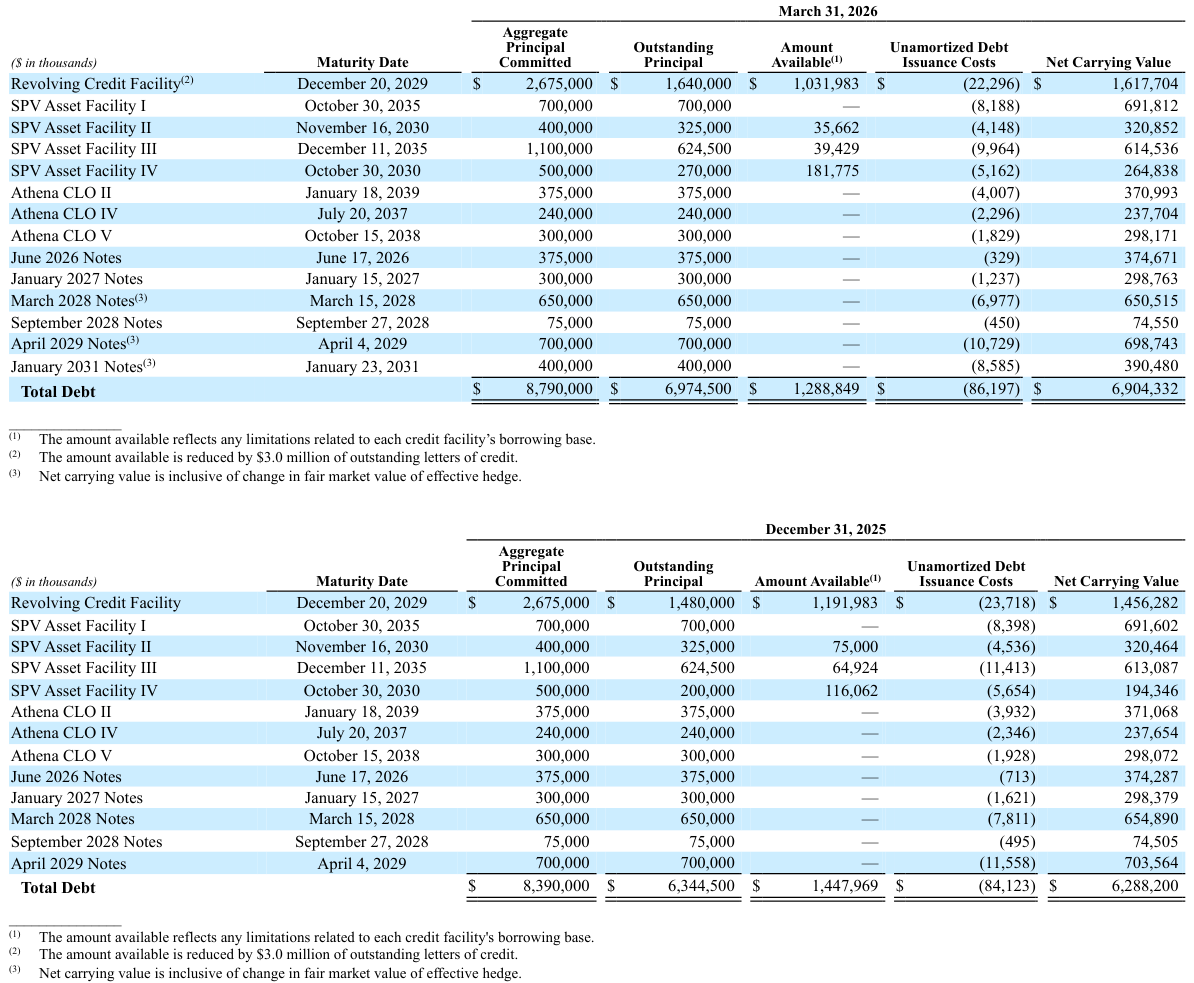 March 31, 2026
($ in thousands) Maturity Date Aggregate Principal Committed Outstanding Principal Amount Available(1) Unamortized Debt Issuance Costs Net Carrying Value
Revolving Credit Facility(2) December 20, 2029 $ 2,675,000 $ 1,640,000 $ 1,031,983 $ (22,296) $ 1,617,704
SPV Asset Facility I October 30, 2035 700,000 700,000 — (8,188) 691,812
SPV Asset Facility II November 16, 2030 400,000 325,000 35,662 (4,148) 320,852
SPV Asset Facility III December 11, 2035 1,100,000 624,500 39,429 (9,964) 614,536
SPV Asset Facility IV October 30, 2030 500,000 270,000 181,775 (5,162) 264,838
Athena CLO II January 18, 2039 375,000 375,000 — (4,007) 370,993
Athena CLO IV July 20, 2037 240,000 240,000 — (2,296) 237,704
Athena CLO V October 15, 2038 300,000 300,000 — (1,829) 298,171
June 2026 Notes June 17, 2026 375,000 375,000 — (329) 374,671
January 2027 Notes January 15, 2027 300,000 300,000 — (1,237) 298,763
March 2028 Notes(3) March 15, 2028 650,000 650,000 — (6,977) 650,515
September 2028 Notes September 27, 2028 75,000 75,000 — (450) 74,550
April 2029 Notes(3) April 4, 2029 700,000 700,000 — (10,729) 698,743
January 2031 Notes(3) January 23, 2031 400,000 400,000 — (8,585) 390,480
Total Debt $ 8,790,000 $ 6,974,500 $ 1,288,849 $ (86,197) $ 6,904,332
(1) The amount available reflects any limitations related to each credit facility’s borrowing base.
(2) The amount available is reduced by $3.0 million of outstanding letters of credit.
(3) Net carrying value is inclusive of change in fair market value of effective hedge.
December 31, 2025
($ in thousands) Maturity Date Aggregate Principal Committed Outstanding Principal Amount Available(1) Unamortized Debt Issuance Costs Net Carrying Value
Revolving Credit Facility December 20, 2029 $ 2,675,000 $ 1,480,000 $ 1,191,983 $ (23,718) $ 1,456,282
SPV Asset Facility I October 30, 2035 700,000 700,000 — (8,398) 691,602
SPV Asset Facility II November 16, 2030 400,000 325,000 75,000 (4,536) 320,464
SPV Asset Facility III December 11, 2035 1,100,000 624,500 64,924 (11,413) 613,087
SPV Asset Facility IV October 30, 2030 500,000 200,000 116,062 (5,654) 194,346
Athena CLO II January 18, 2039 375,000 375,000 — (3,932) 371,068
Athena CLO IV July 20, 2037 240,000 240,000 — (2,346) 237,654
Athena CLO V October 15, 2038 300,000 300,000 — (1,928) 298,072
June 2026 Notes June 17, 2026 375,000 375,000 — (713) 374,287
January 2027 Notes January 15, 2027 300,000 300,000 — (1,621) 298,379
March 2028 Notes March 15, 2028 650,000 650,000 — (7,811) 654,890
September 2028 Notes September 27, 2028 75,000 75,000 — (495) 74,505
April 2029 Notes April 4, 2029 700,000 700,000 — (11,558) 703,564
Total Debt $ 8,390,000 $ 6,344,500 $ 1,447,969 $ (84,123) $ 6,288,200
(1) The amount available reflects any limitations related to each credit facility's borrowing base.
(2) The amount available is reduced by $3.0 million of outstanding letters of credit.
(3) Net carrying value is inclusive of change in fair market value of effective hedge.